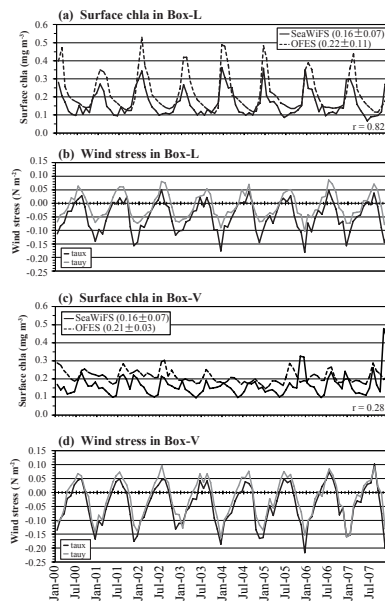 (a) Surface chla in Box-L
SeaWiFS (0.16±0.07)
OFES (0.22±0.11)
Surface chla (mg m-3)
0.6
0.5
0.4
0.3
0.2
0.1
0
r = 0.82
(b) Wind stress in Box-L
Wind stress (N m-2)
0.15
0.10
0.05
0.00
-0.05
-0.10
-0.15
-0.20
-0.25
taux
tauy
(c) Surface chla in Box-V
SeaWiFS (0.16±0.07)
OFES (0.21±0.03)
Surface chla (mg m-3)
0.6
0.5
0.4
0.3
0.2
0.1
0
r = 0.28
(d) Wind stress in Box-V
Wind stress (N m-2)
0.15
0.10
0.05
0.00
-0.05
-0.10
-0.15
-0.20
-0.25
taux
tauy
Jan-00
Jul-00
Jan-01
Jul-01
Jan-02
Jul-02
Jan-03
Jul-03
Jan-04
Jul-04
Jan-05
Jul-05
Jan-06
Jul-06
Jan-07
Jul-07